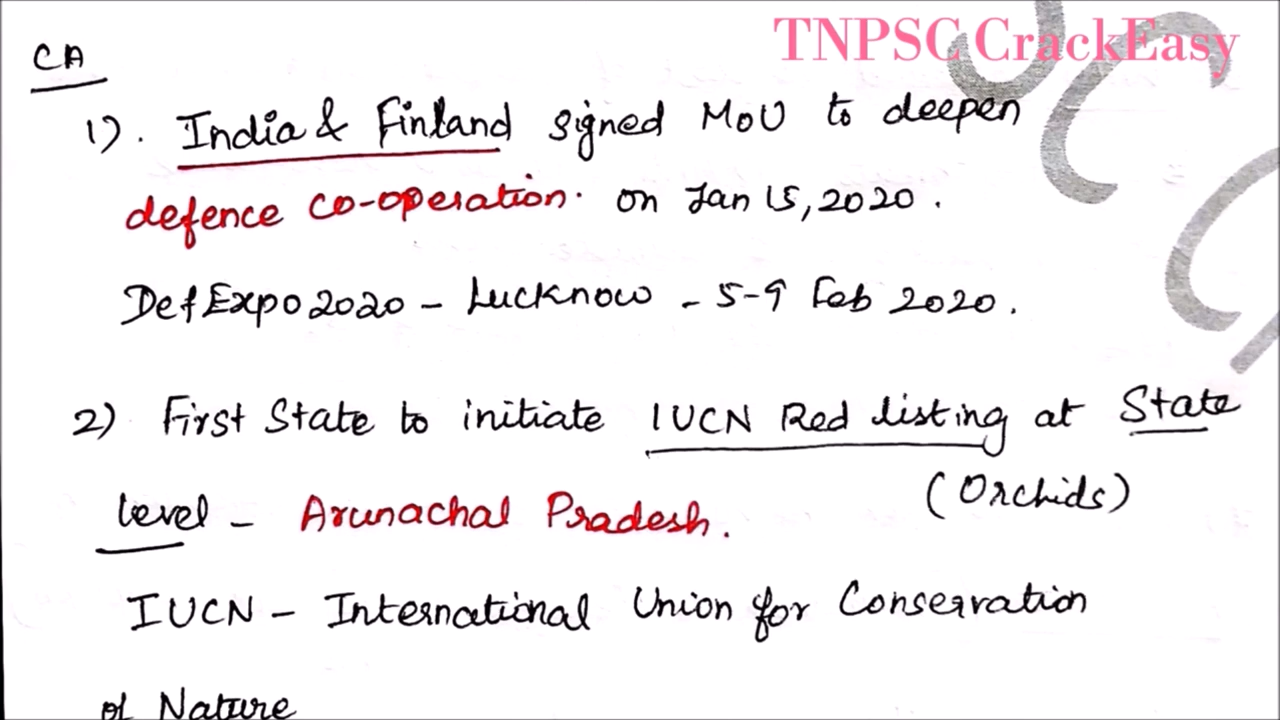 TNPSC CrackEasy
CA
1). India & Finland signed MoU to deepen
defence co-operation. on Jan 15, 2020.
DefExpo 2020 - Lucknow - 5-9 Feb 2020.
2) First State to initiate IUCN Red listing at State
(Orchids)
level - Arunachal Pradesh.
IUCN - International Union for Conservation
of Nature